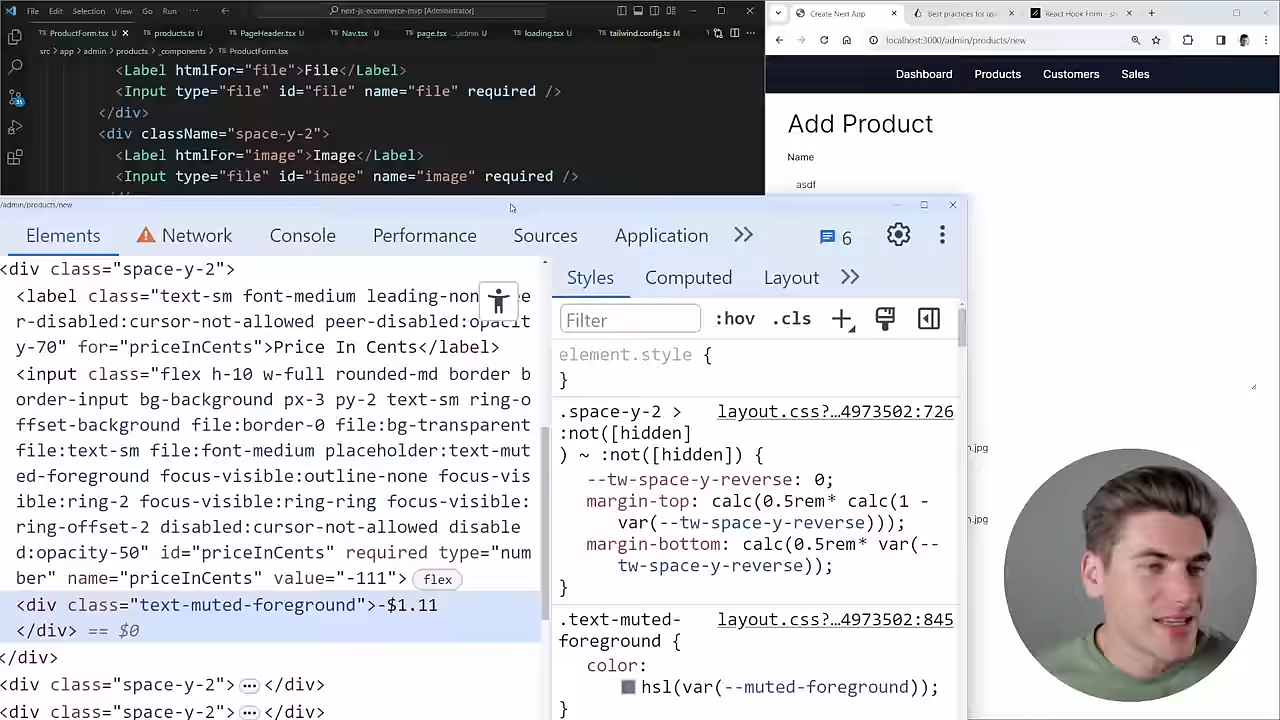 File Edit Selection View Go Run ··· next-js-ecommerce-mvp [Administrator]
ProductForm.tsx U products.ts U PageHeader.tsx U Nav.tsx U page.tsx ...\admin U loading.tsx U tailwind.config.ts M
src > app > admin > products > _components > ProductForm.tsx
<Label htmlFor="file">File</Label>
<Input type="file" id="file" name="file" required />
</div>
<div className="space-y-2">
<Label htmlFor="image">Image</Label>
<Input type="file" id="image" name="image" required />
Create Next App Best practices for us React Hook Form – s
localhost:3000/admin/products/new
Dashboard Products Customers Sales
Add Product
Name
asdf
n.jpg
n.jpg
/admin/products/new
Elements Network Console Performance Sources Application 6
<div class="space-y-2">
<label class="text-sm font-medium leading-non
r-disabled:cursor-not-allowed peer-disabled:opacit
y-70" for="priceInCents">Price In Cents</label>
<input class="flex h-10 w-full rounded-md border b
order-input bg-background px-3 py-2 text-sm ring-o
ffset-background file:border-0 file:bg-transparent
file:text-sm file:font-medium placeholder:text-mut
ed-foreground focus-visible:outline-none focus-vis
ible:ring-2 focus-visible:ring-ring focus-visible:
ring-offset-2 disabled:cursor-not-allowed disable
d:opacity-50" id="priceInCents" required type="num
ber" name="priceInCents" value="-111"> flex
<div class="text-muted-foreground">-$1.11
</div> == $0
</div>
<div class="space-y-2"> ··· </div>
<div class="space-y-2"> ··· </div>
Styles Computed Layout
Filter :hov .cls
element.style {
}
.space-y-2 > layout.css?…4973502:726
:not([hidden]
) ~ :not([hidden]) {
--tw-space-y-reverse: 0;
margin-top: calc(0.5rem* calc(1 -
var(--tw-space-y-reverse)));
margin-bottom: calc(0.5rem* var(--
tw-space-y-reverse));
}
.text-muted- layout.css?…4973502:845
foreground {
color:
hsl(var(--muted-foreground));
}